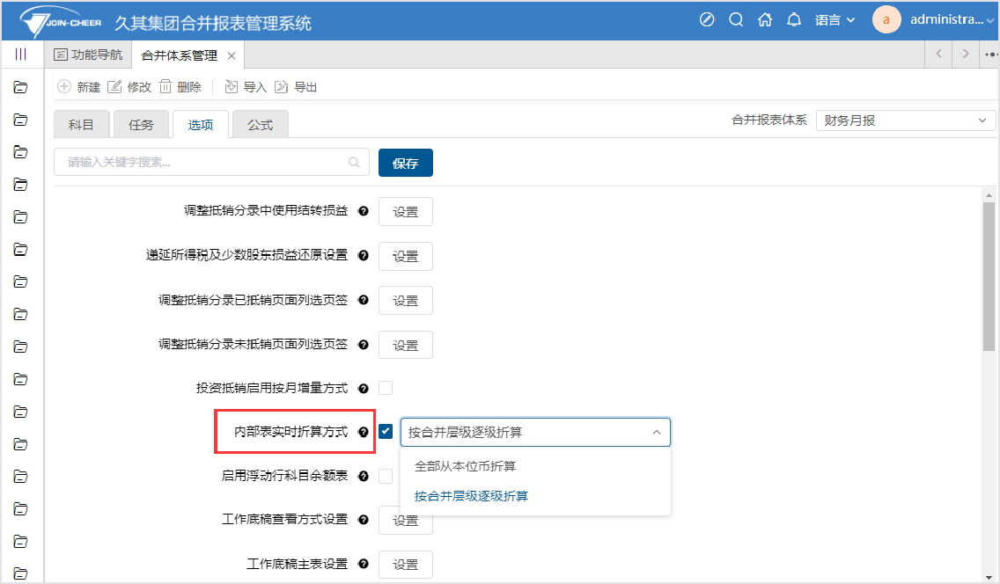 JOIN-CHEER 久其集团合并报表管理系统 语言 a administra...
功能导航 合并体系管理
新建 修改 删除 导入 导出
科目 任务 选项 公式 合并报表体系 财务月报
请输入关键字搜索... 保存
调整抵销分录中使用结转损益 设置
递延所得税及少数股东损益还原设置 设置
调整抵销分录已抵销页面列选页签 设置
调整抵销分录未抵销页面列选页签 设置
投资抵销启用按月增量方式
内部表实时折算方式 按合并层级逐级折算
全部从本位币折算
启用浮动行科目余额表
按合并层级逐级折算
工作底稿查看方式设置 设置
工作底稿主表设置 设置